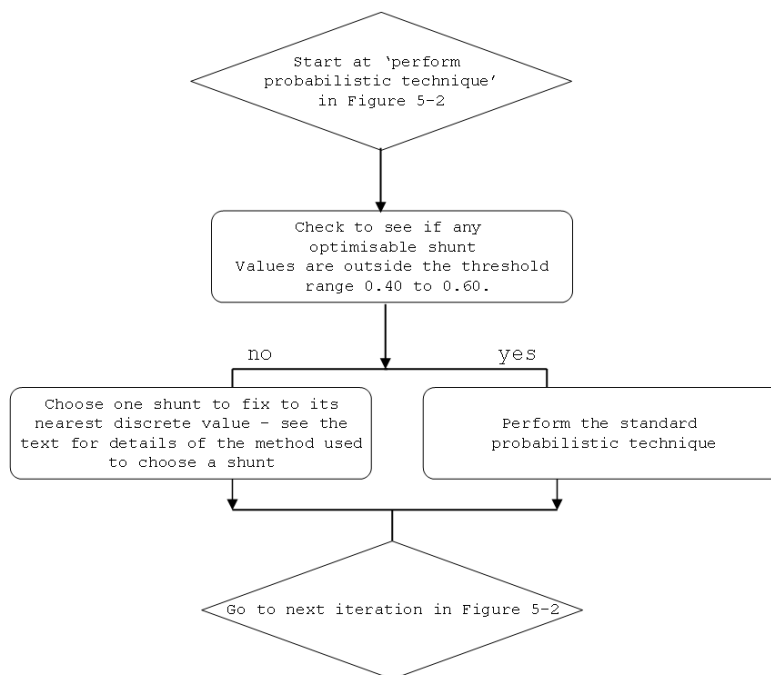 Start at ‘perform
probabilistic technique’
in Figure 5-2
Check to see if any
optimisable shunt
Values are outside the threshold
range 0.40 to 0.60.
no
yes
Choose one shunt to fix to its
nearest discrete value - see the
text for details of the method used
to choose a shunt
Perform the standard
probabilistic technique
Go to next iteration in Figure 5-2